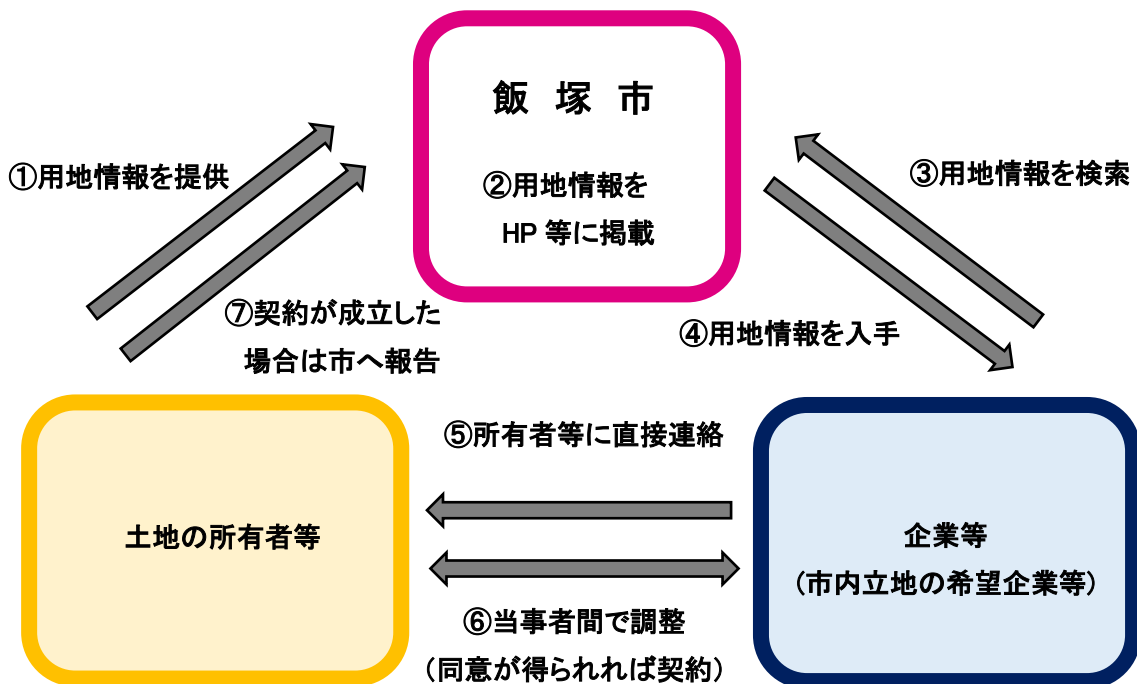 飯 塚 市
②用地情報を
HP 等に掲載
①用地情報を提供
③用地情報を検索
⑦契約が成立した
場合は市へ報告
④用地情報を入手
⑤所有者等に直接連絡
土地の所有者等
企業等
（市内立地の希望企業等）
⑥当事者間で調整
（同意が得られれば契約）